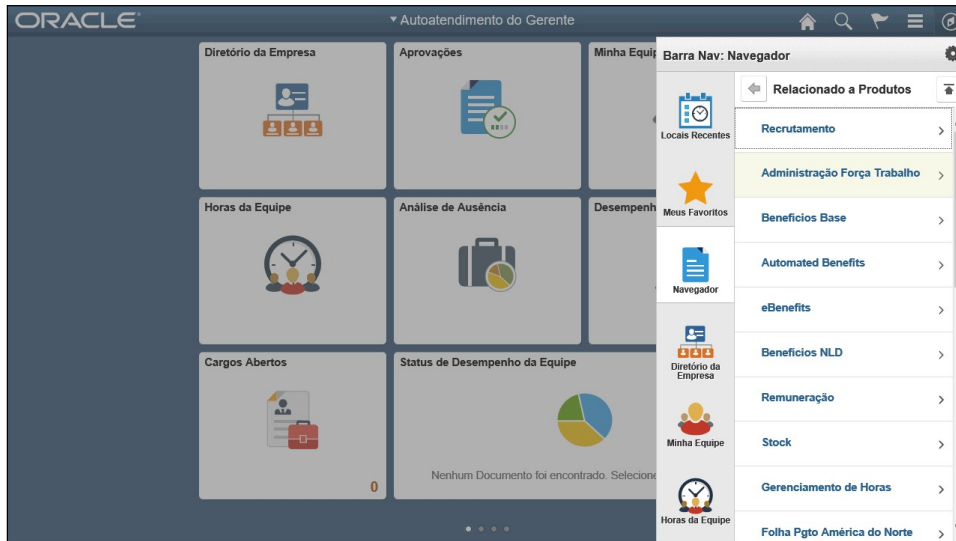 ORACLE
Autoatendimento do Gerente
Diretório da Empresa
Aprovações
Minha Equip
Horas da Equipe
Análise de Ausência
Desempenh
Cargos Abertos
0
Status de Desempenho da Equipe
Nenhum Documento foi encontrado. Selecione
Barra Nav: Navegador
Locais Recentes
Meus Favoritos
Navegador
Diretório da
Empresa
Minha Equipe
Horas da Equipe
Relacionado a Produtos
Recrutamento
Administração Força Trabalho
Beneficios Base
Automated Benefits
eBenefits
Beneficios NLD
Remuneração
Stock
Gerenciamento de Horas
Folha Pgto América do Norte